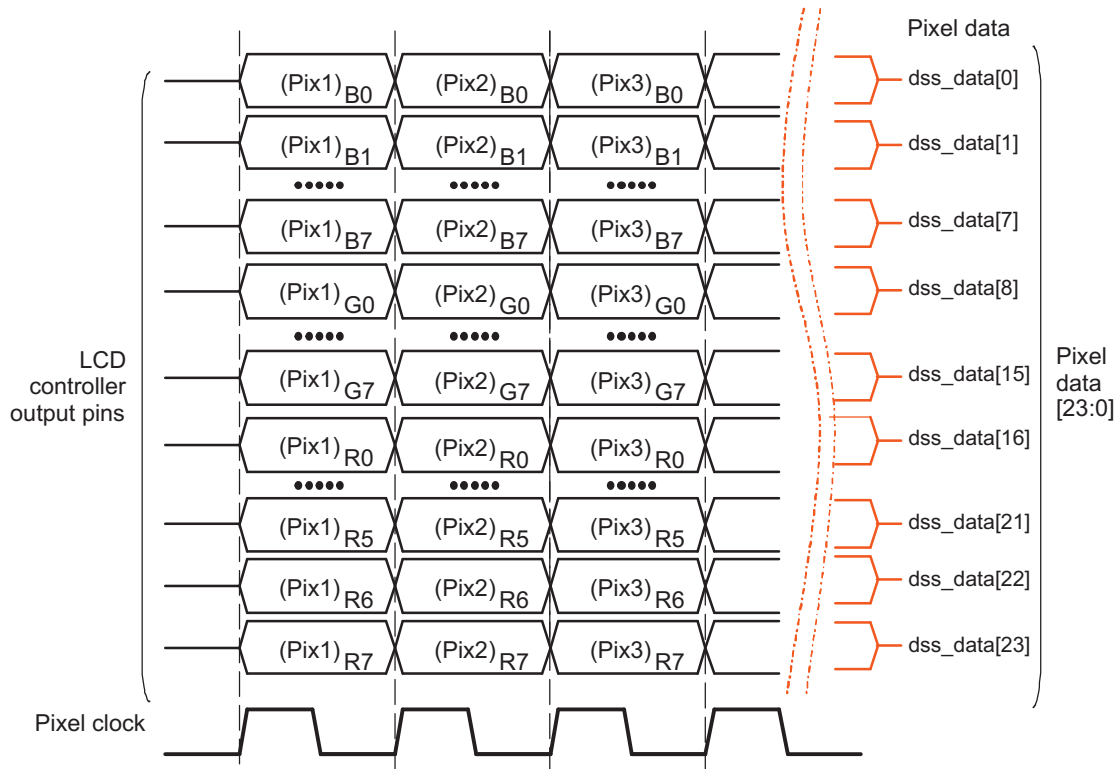 Pixel data
(Pix1)B0 (Pix2)B0 (Pix3)B0 dss_data[0]
(Pix1)B1 (Pix2)B1 (Pix3)B1 dss_data[1]
(Pix1)B7 (Pix2)B7 (Pix3)B7 dss_data[7]
(Pix1)G0 (Pix2)G0 (Pix3)G0 dss_data[8]
LCD
controller
output pins
(Pix1)G7 (Pix2)G7 (Pix3)G7 dss_data[15]
Pixel
data
[23:0]
(Pix1)R0 (Pix2)R0 (Pix3)R0 dss_data[16]
(Pix1)R5 (Pix2)R5 (Pix3)R5 dss_data[21]
(Pix1)R6 (Pix2)R6 (Pix3)R6 dss_data[22]
(Pix1)R7 (Pix2)R7 (Pix3)R7 dss_data[23]
Pixel clock